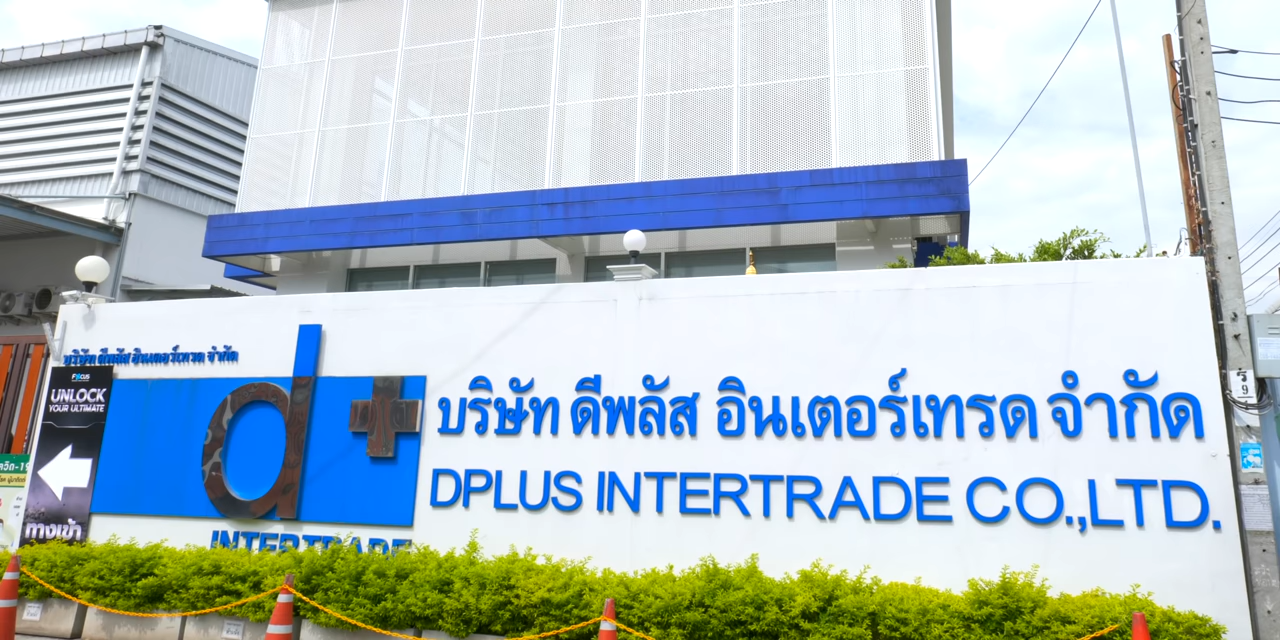 บริษัท ดีพลัส อินเตอร์เทรด จำกัด
FOCUS
UNLOCK
YOUR ULTIMATE
ทางเข้า
d+
INTERTRADE
บริษัท ดีพลัส อินเตอร์เทรด จำกัด
DPLUS INTERTRADE CO.,LTD.